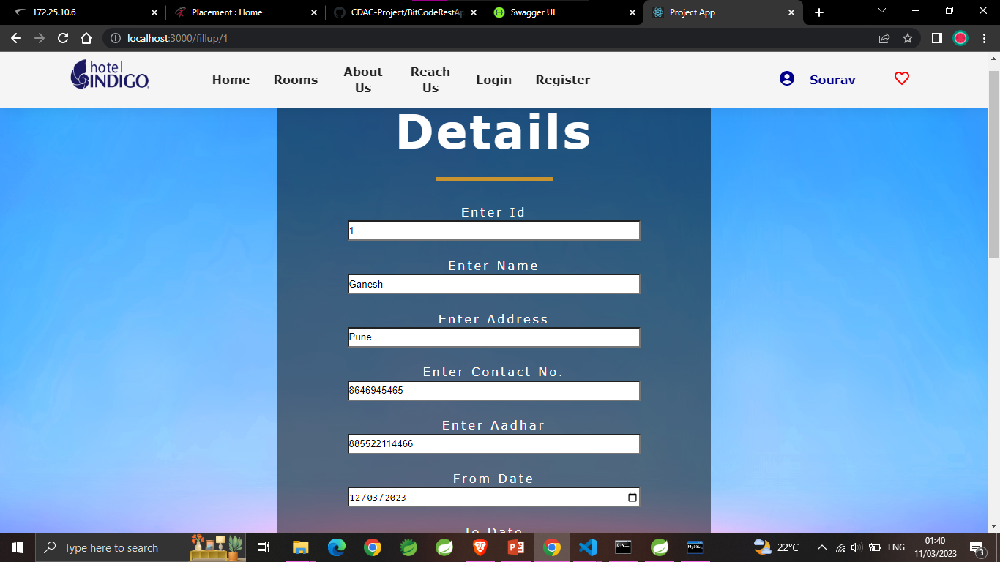 172.25.10.6
Placement : Home
CDAC-Project/BitCodeRestAp
Swagger UI
Project App
localhost:3000/fillup/1
hotel
INDIGO
Home
Rooms
About
Us
Reach
Us
Login
Register
Sourav
Details
Enter Id
1
Enter Name
Ganesh
Enter Address
Pune
Enter Contact No.
8646945465
Enter Aadhar
885522114466
From Date
12/03/2023
To Date
Type here to search
22°C
ENG
01:40
11/03/2023
3